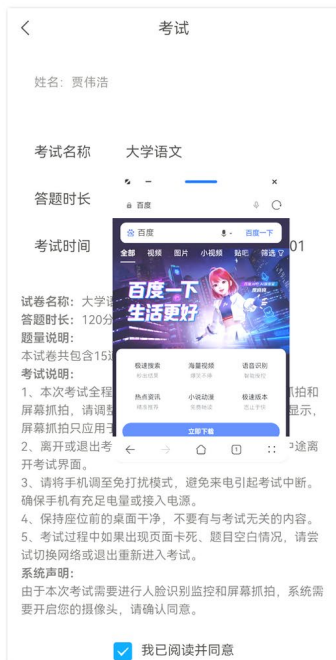 考试
姓名：贾伟浩
考试名称 大学语文
答题时长
考试时间
01
百度
百度
百度一下
全部 视频 图片 小视频 贴吧 筛选
百度一下
生活更好
极速搜索 海量视频 语音识别
热点资讯 小说动漫 极速版本
立即下载
试卷名称：大学语
答题时长：120分
题量说明：
本试卷共包含15道
考试说明：
1、本次考试全程 抓拍和
屏幕抓拍，请调整 显示，
屏幕抓拍只应用于
2、离开或退出考 中途离
开考试界面。
3、请将手机调至免打扰模式，避免来电引起考试中断。
确保手机有充足电量或接入电源。
4、保持座位前的桌面干净，不要有与考试无关的内容。
5、考试过程中如果出现页面卡死、题目空白情况，请尝
试切换网络或退出重新进入考试。
系统声明：
由于本次考试需要进行人脸识别监控和屏幕抓拍，系统需
要开启您的摄像头，请确认同意。
我已阅读并同意